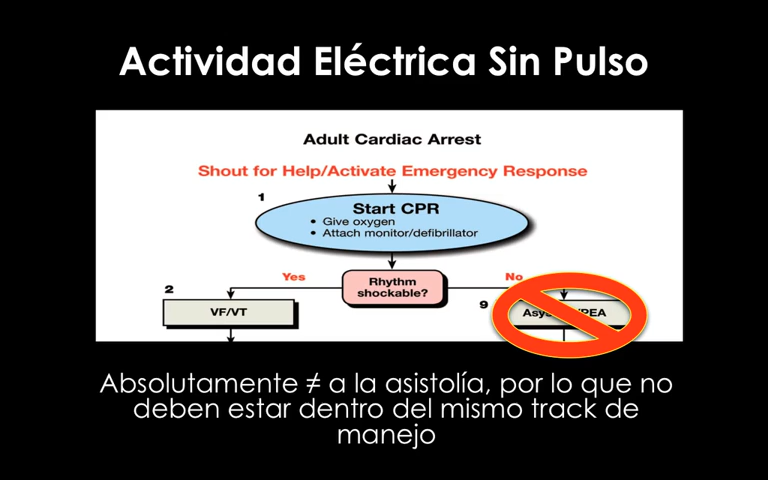 Actividad Eléctrica Sin Pulso
Adult Cardiac Arrest
Shout for Help/Activate Emergency Response
1
Start CPR
• Give oxygen
• Attach monitor/defibrillator
Yes
Rhythm
shockable?
No
2
VF/VT
9
Absolutamente ≠ a la asistolía, por lo que no
deben estar dentro del mismo track de
manejo